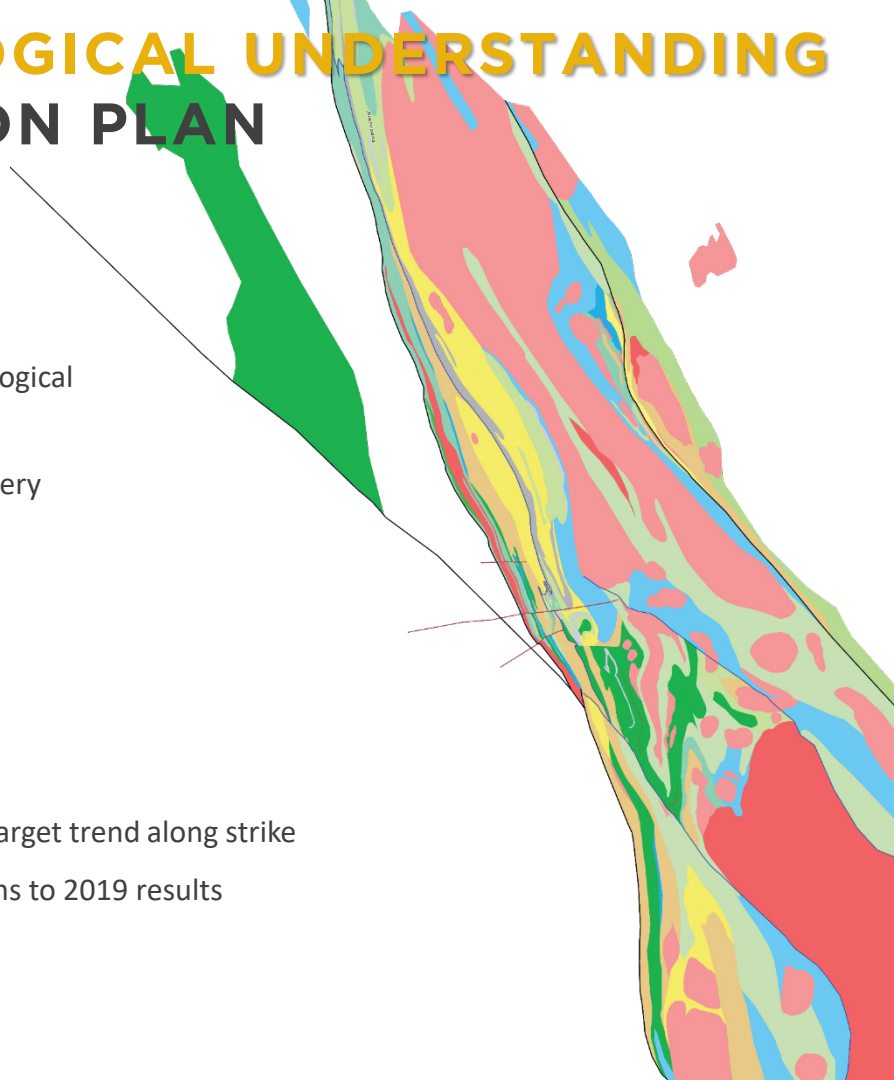 OGICAL UNDERSTANDING
ON PLAN
ogical
ery
arget trend along strike
ns to 2019 results